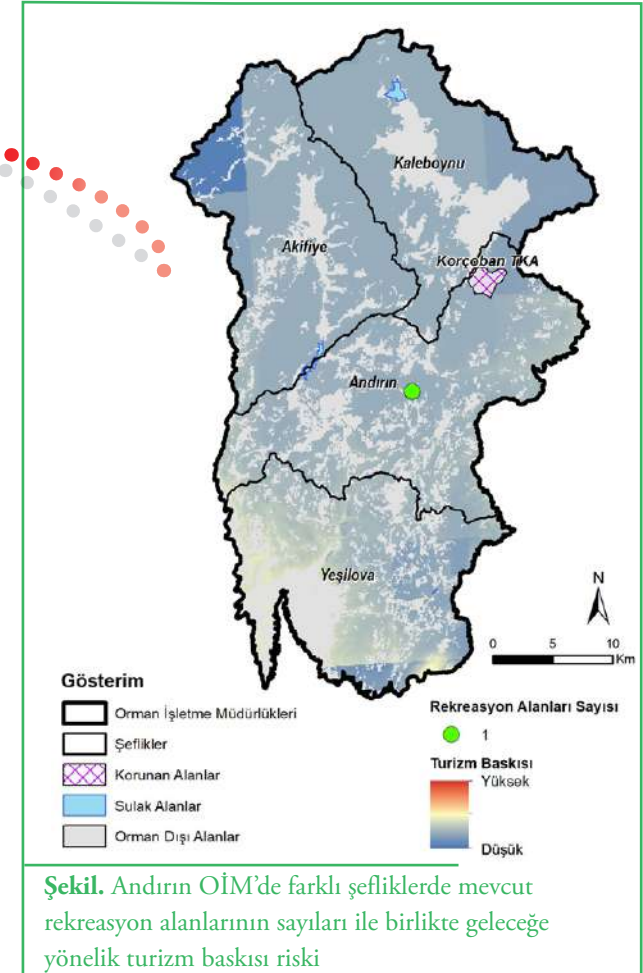 Kaleboynu
Akifiye
Korçoban TKA
Andırın
Yeşilova
N
0 5 10
Km
Gösterim
Orman İşletme Müdürlükleri
Şeflikler
Korunan Alanlar
Sulak Alanlar
Orman Dışı Alanlar
Rekreasyon Alanları Sayısı
1
Turizm Baskısı
Yüksek
Düşük
Şekil. Andırın OİM’de farklı şefliklerde mevcut
rekreasyon alanlarının sayıları ile birlikte geleceğe
yönelik turizm baskısı riski